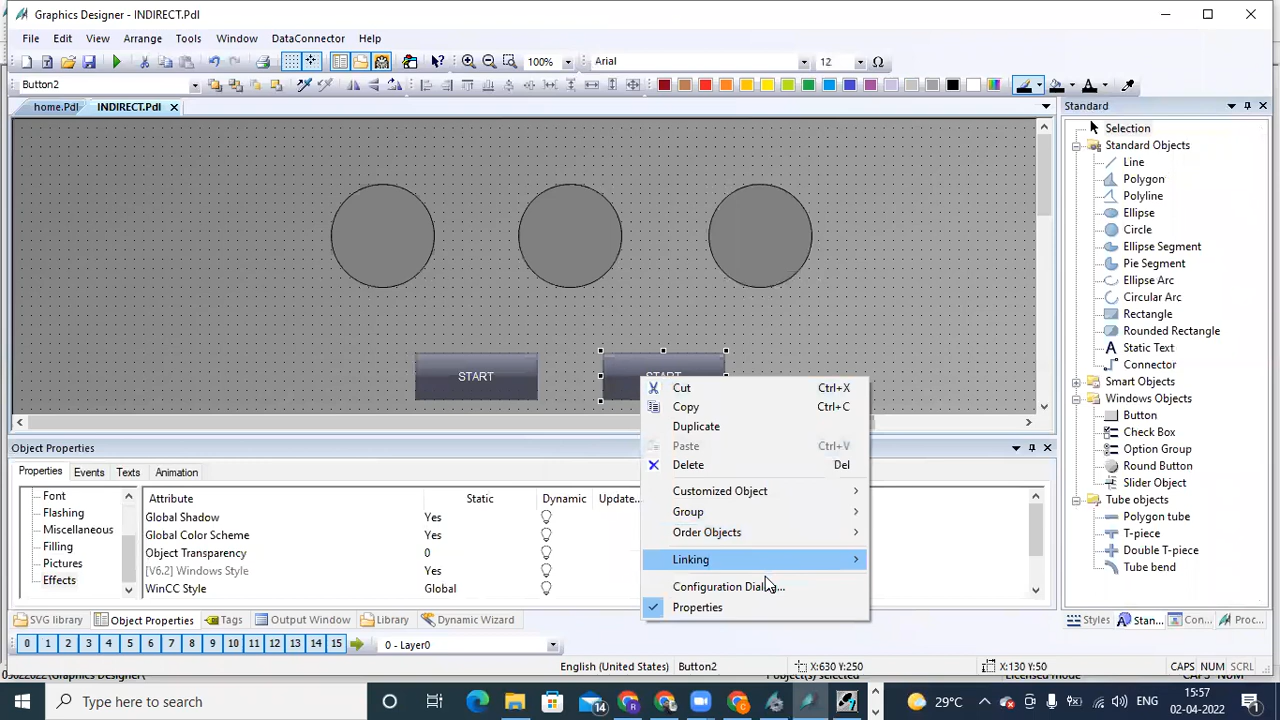 Graphics Designer - INDIRECT.Pdl
File Edit View Arrange Tools Window DataConnector Help
100% Arial 12 Ω
Button2
home.Pdl INDIRECT.Pdl
Standard
Selection
Standard Objects
Line
Polygon
Polyline
Ellipse
Circle
Ellipse Segment
Pie Segment
Ellipse Arc
Circular Arc
Rectangle
Rounded Rectangle
A Static Text
Connector
Smart Objects
Windows Objects
Button
Check Box
Option Group
Round Button
Slider Object
Tube objects
Polygon tube
T-piece
Double T-piece
Tube bend
START
START
Cut Ctrl+X
Copy Ctrl+C
Duplicate
Paste Ctrl+V
Delete Del
Customized Object
Group
Order Objects
Linking
Configuration
Properties
Object Properties
Properties Events Texts Animation
Font
Flashing
Miscellaneous
Filling
Pictures
Effects
Attribute Static Dynamic Update...
Global Shadow Yes
Global Color Scheme Yes
Object Transparency 0
Windows Style Yes
WinCC Style Global
SVG library Object Properties Tags Output Window Library Dynamic Wizard
Styles Stan... Con... Proc...
0 1 2 3 4 5 6 7 8 9 10 11 12 13 14 15 0 - Layer0
English (United States) Button2 X:630 Y:250 X:130 Y:50 CAPS NUM SCRL
Type here to search
14
29°C ENG
15:57
02-04-2022